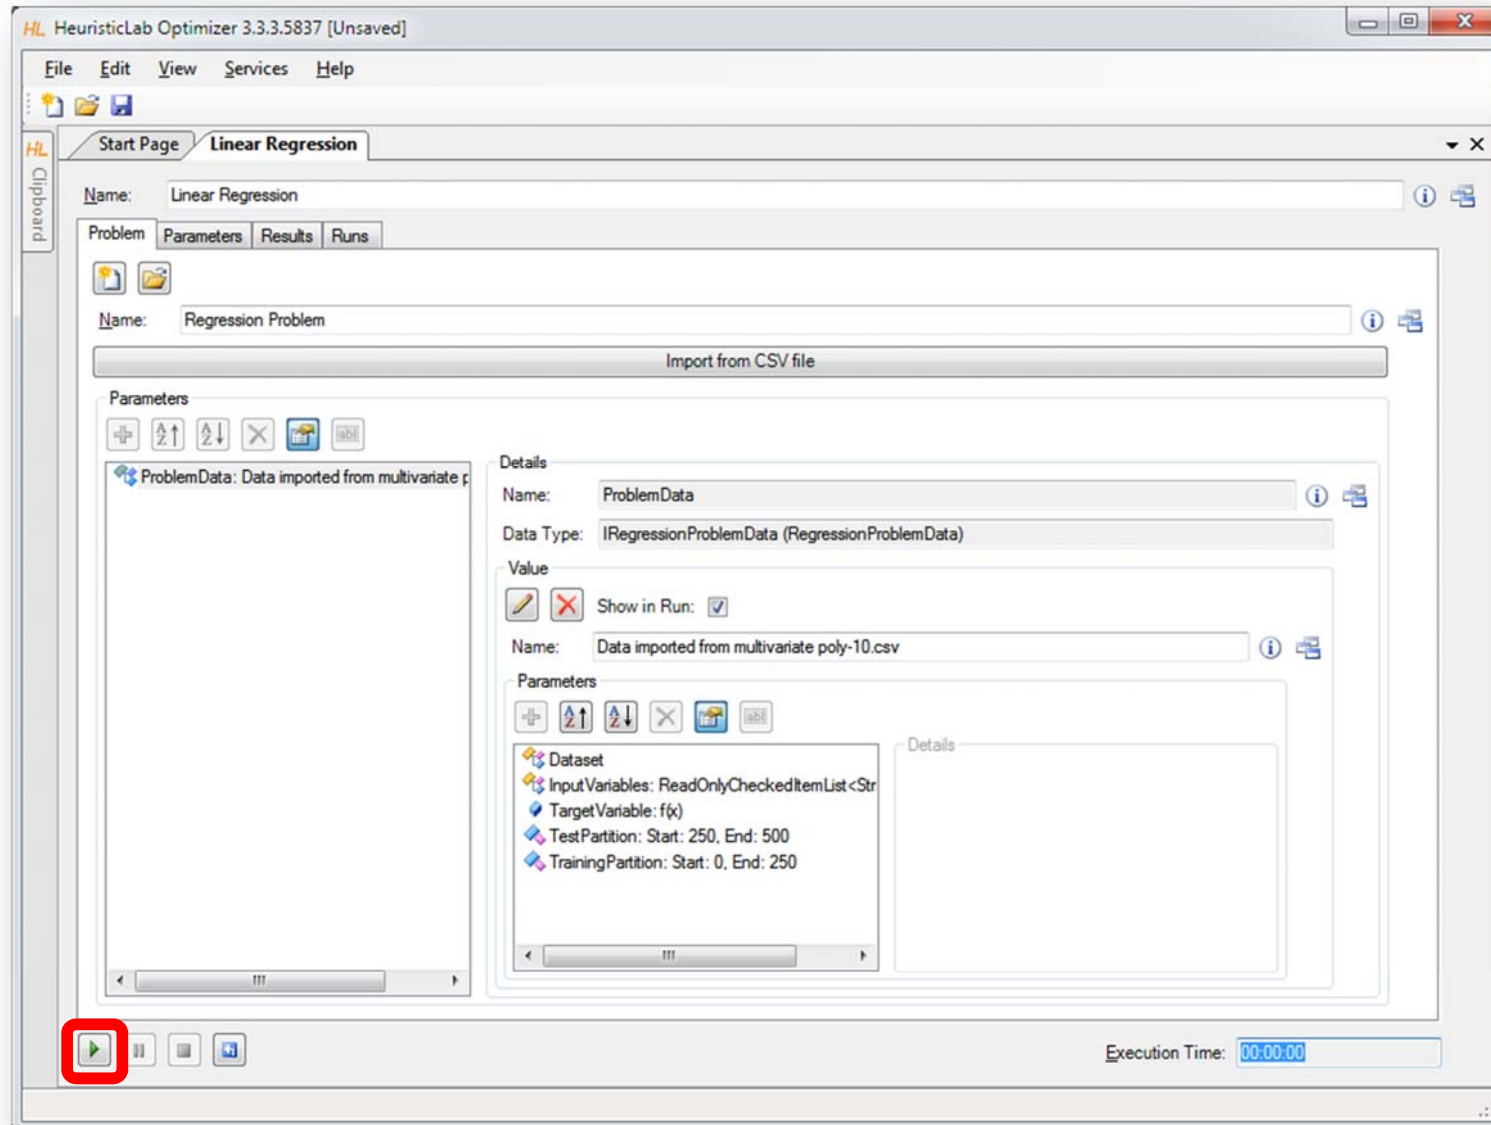 HL HeuristicLab Optimizer 3.3.3.5837 [Unsaved]
File Edit View Services Help
HL Clipboard
Start Page Linear Regression
Name: Linear Regression
Problem Parameters Results Runs
Name: Regression Problem
Import from CSV file
Parameters
ProblemData: Data imported from multivariate p
Details
Name: ProblemData
Data Type: IRegressionProblemData (RegressionProblemData)
Value
Show in Run:
Name: Data imported from multivariate poly-10.csv
Parameters
Dataset
InputVariables: ReadOnlyCheckedItemList<Str
TargetVariable: f(x)
TestPartition: Start: 250, End: 500
TrainingPartition: Start: 0, End: 250
Details
Execution Time: 00:00:00